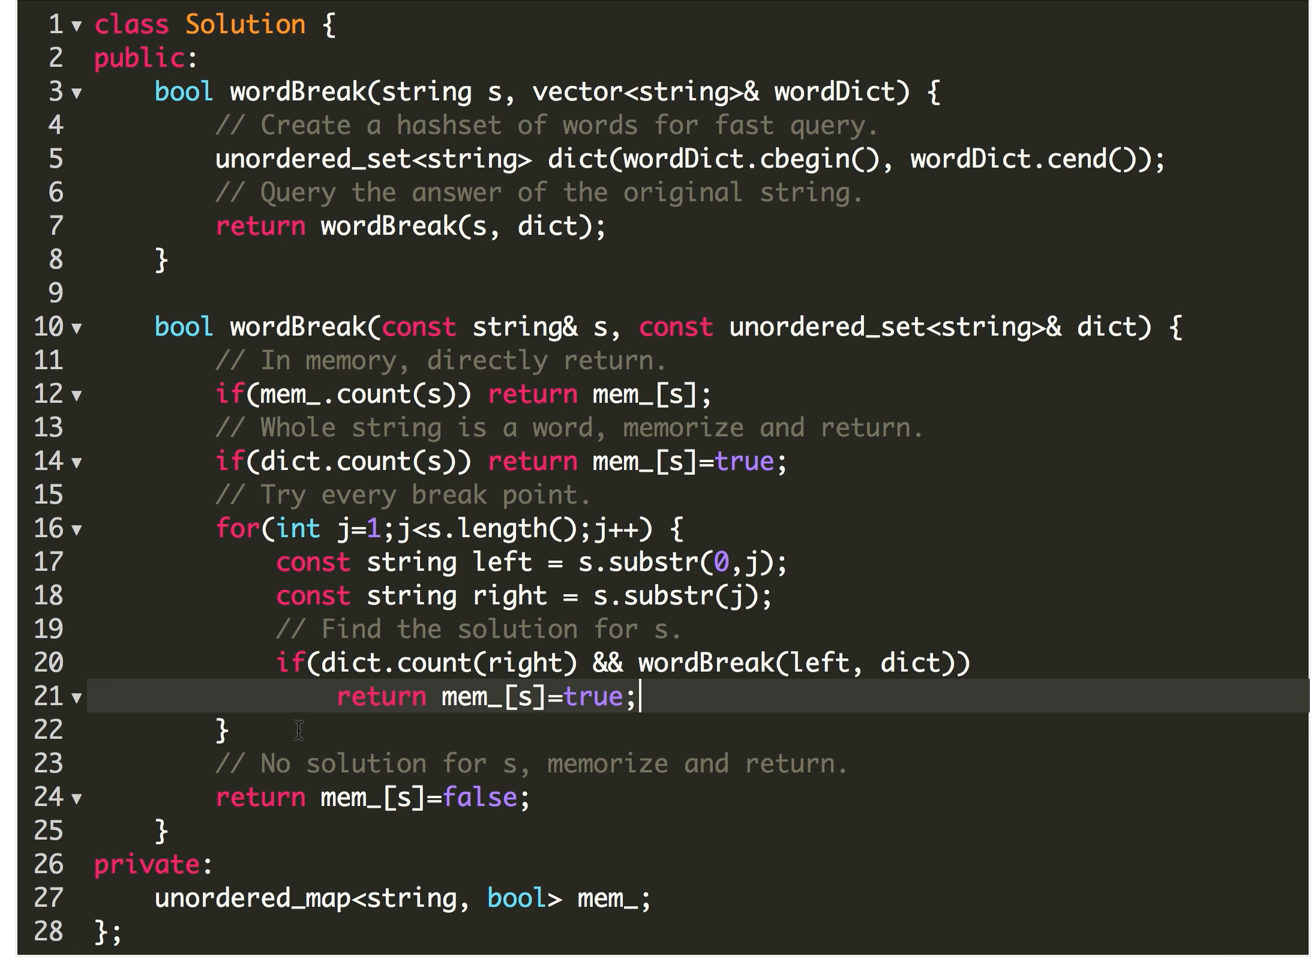 1 class Solution {
2 public:
3     bool wordBreak(string s, vector<string>& wordDict) {
4         // Create a hashset of words for fast query.
5         unordered_set<string> dict(wordDict.cbegin(), wordDict.cend());
6         // Query the answer of the original string.
7         return wordBreak(s, dict);
8     }
9
10     bool wordBreak(const string& s, const unordered_set<string>& dict) {
11         // In memory, directly return.
12         if(mem_.count(s)) return mem_[s];
13         // Whole string is a word, memorize and return.
14         if(dict.count(s)) return mem_[s]=true;
15         // Try every break point.
16         for(int j=1;j<s.length();j++) {
17             const string left = s.substr(0,j);
18             const string right = s.substr(j);
19             // Find the solution for s.
20             if(dict.count(right) && wordBreak(left, dict))
21                 return mem_[s]=true;
22         }
23         // No solution for s, memorize and return.
24         return mem_[s]=false;
25     }
26 private:
27     unordered_map<string, bool> mem_;
28 };